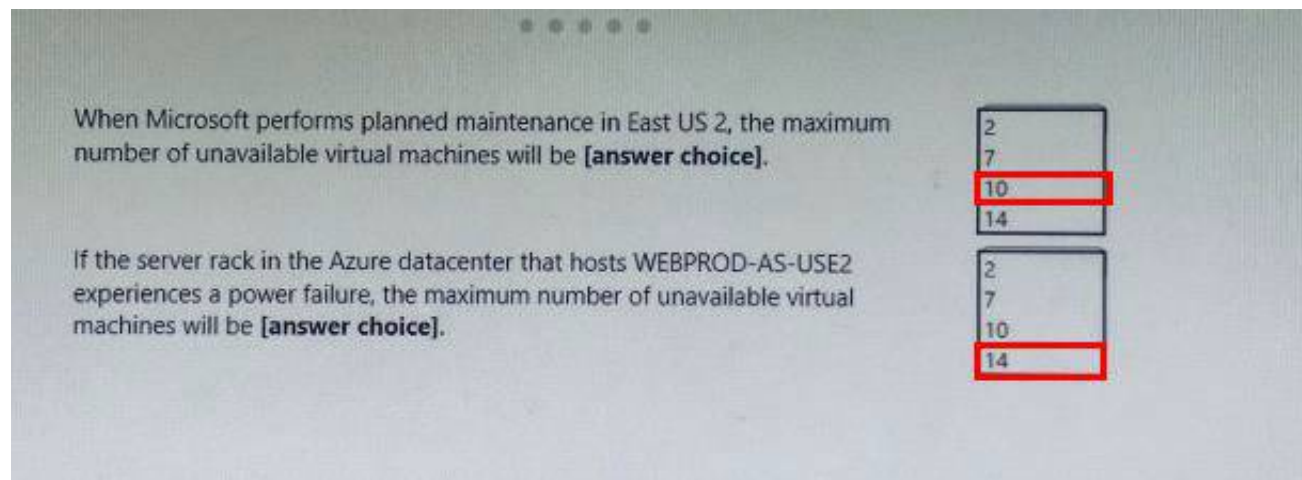 When Microsoft performs planned maintenance in East US 2, the maximum
number of unavailable virtual machines will be [answer choice].
2
7
10
14
If the server rack in the Azure datacenter that hosts WEBPROD-AS-USE2
experiences a power failure, the maximum number of unavailable virtual
machines will be [answer choice].
2
7
10
14